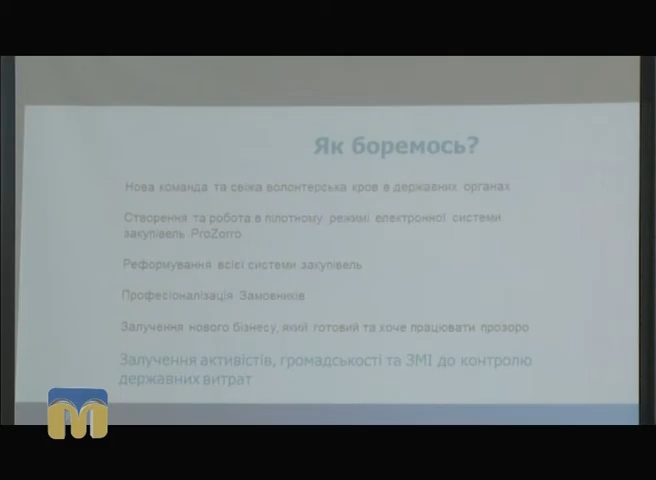 Як боремось?
Нова команда та свіжа волонтерська кров в державних органах
Створення та робота в пілотному режимі електронної системи
закупівель ProZorro
Реформування всієї системи закупівель
Професіоналізація Замовників
Залучення нового бізнесу, який готовий та хоче працювати прозоро
Залучення активістів, громадськості та ЗМІ до контролю
державних витрат